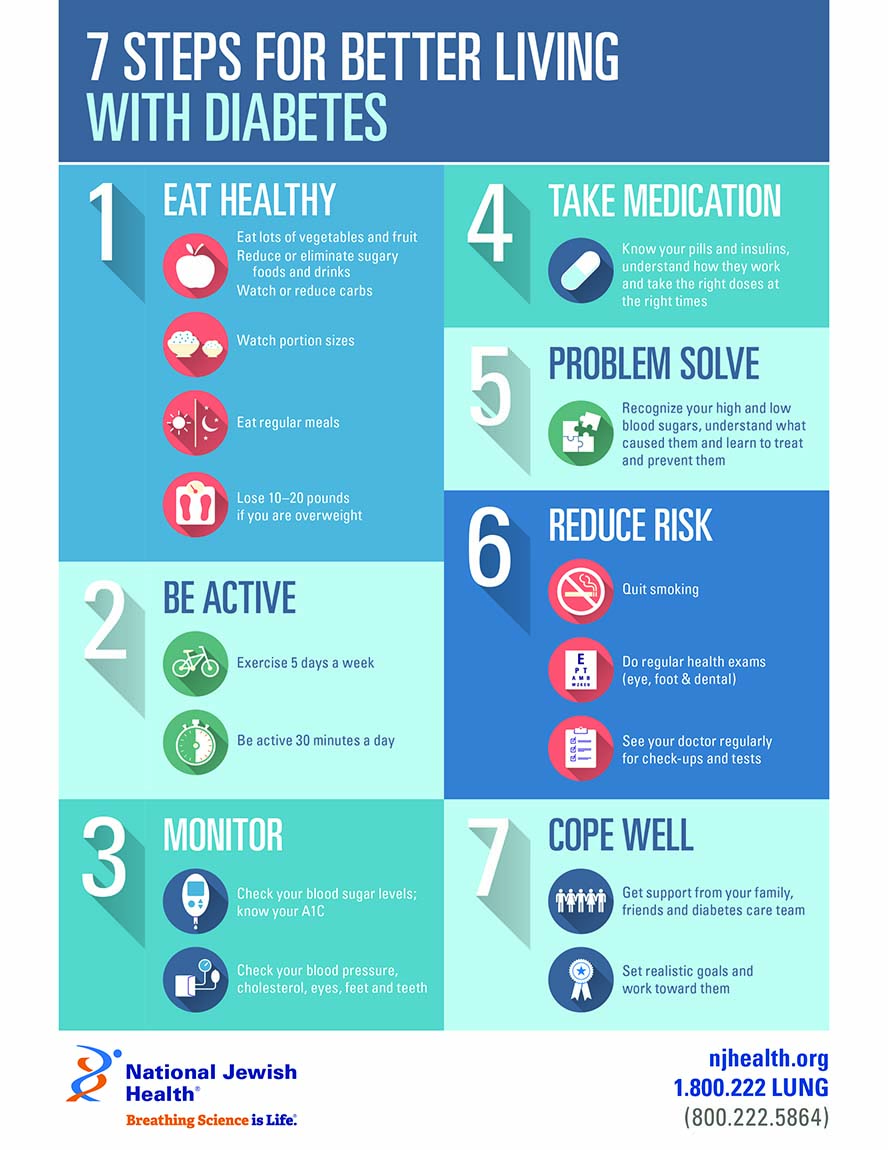 7 STEPS FOR BETTER LIVING
WITH DIABETES
1
EAT HEALTHY
Eat lots of vegetables and fruit
Reduce or eliminate sugary
foods and drinks
Watch or reduce carbs
Watch portion sizes
Eat regular meals
Lose 10–20 pounds
if you are overweight
2
BE ACTIVE
Exercise 5 days a week
Be active 30 minutes a day
3
MONITOR
Check your blood sugar levels;
know your A1C
Check your blood pressure,
cholesterol, eyes, feet and teeth
4
TAKE MEDICATION
Know your pills and insulins,
understand how they work
and take the right doses at
the right times
5
PROBLEM SOLVE
Recognize your high and low
blood sugars, understand what
caused them and learn to treat
and prevent them
6
REDUCE RISK
Quit smoking
E
P T
Do regular health exams
(eye, foot & dental)
See your doctor regularly
for check-ups and tests
7
COPE WELL
Get support from your family,
friends and diabetes care team
Set realistic goals and
work toward them
National Jewish
Health®
Breathing Science is Life.®
njhealth.org
1.800.222 LUNG
(800.222.5864)